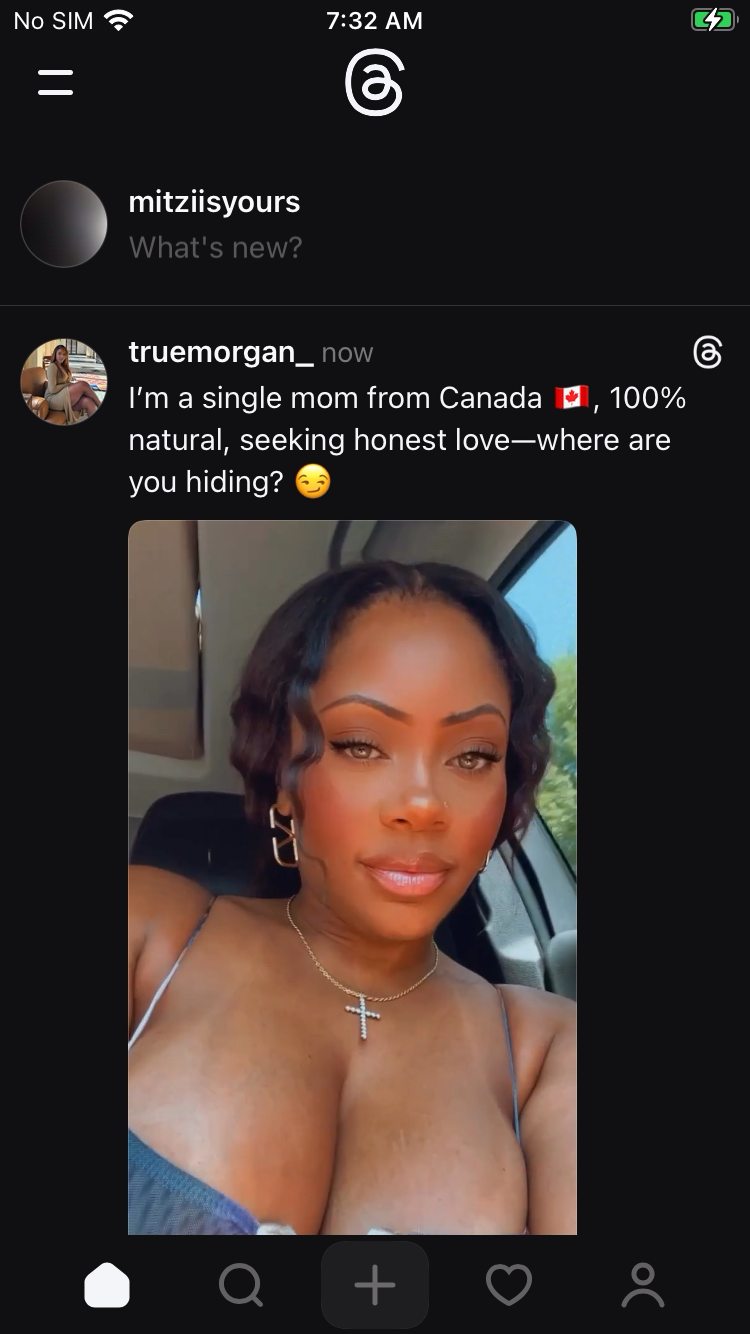 No SIM 7:32 AM
mitziisyours
What's new?
truemorgan_ now
I’m a single mom from Canada 🇨🇦, 100%
natural, seeking honest love—where are
you hiding? 😏